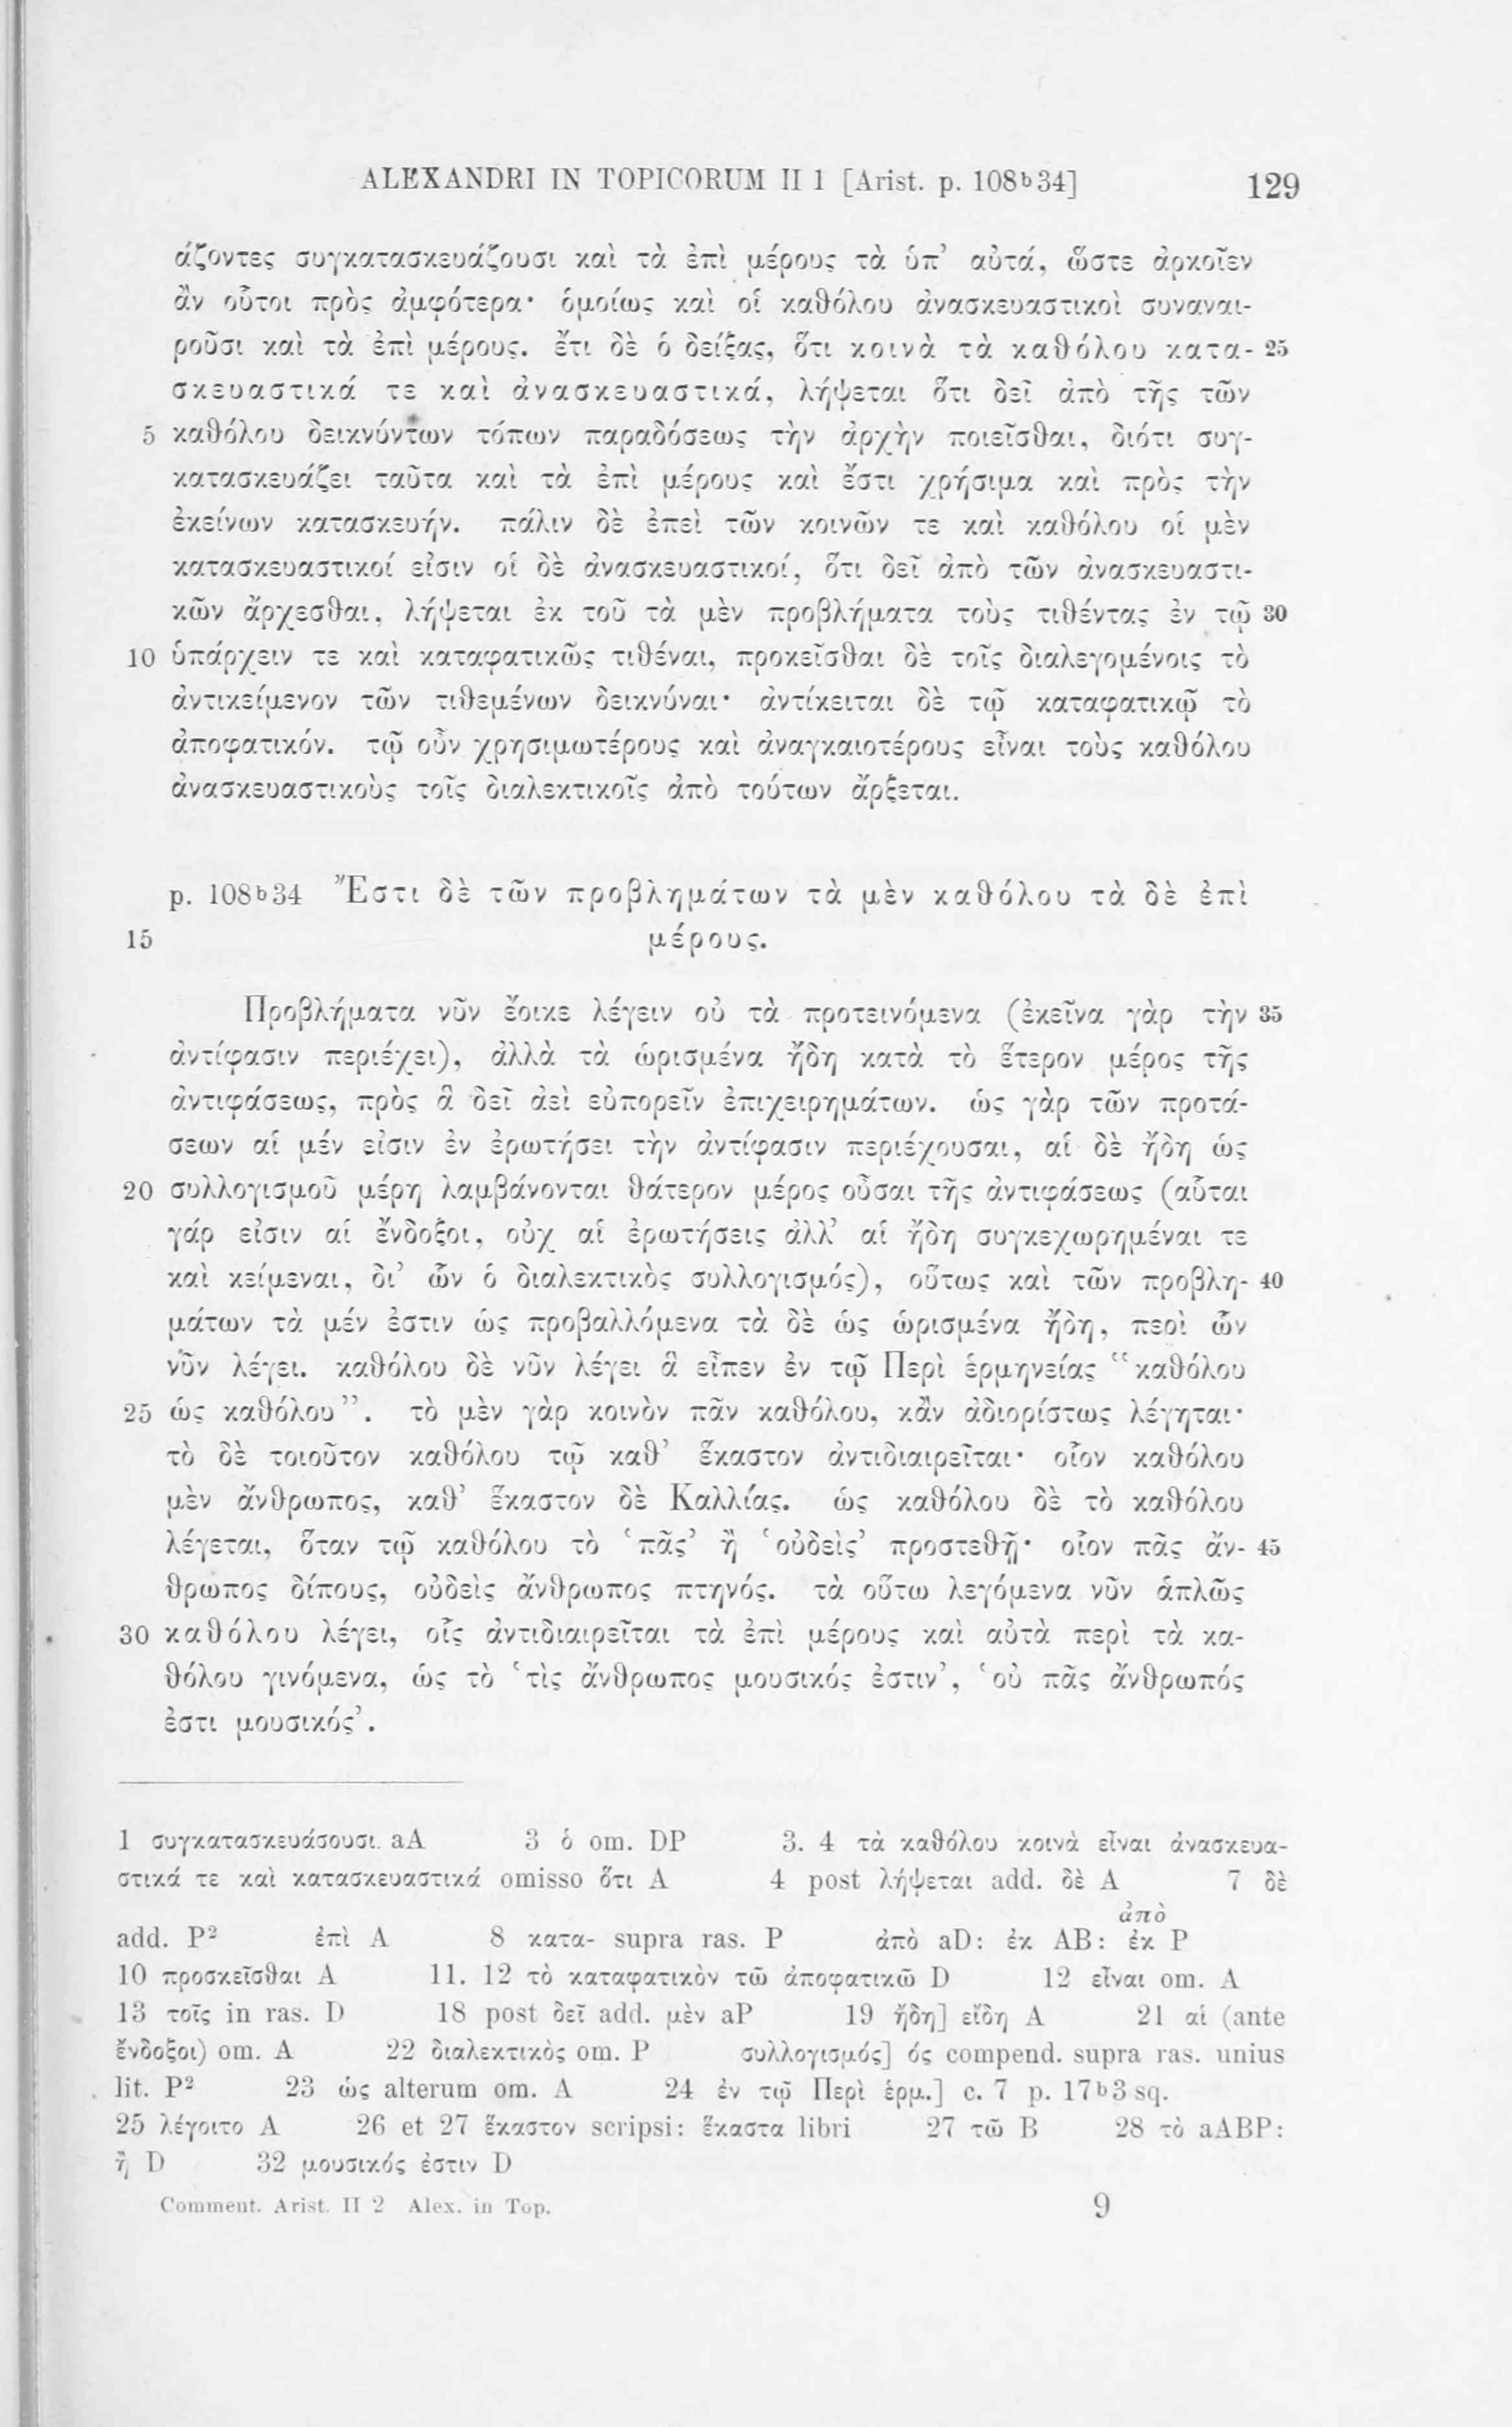 ALEXANDRI IN TOPICORUM II 1 [Arist. p. 108b34] 129
άζοντες συγκατασκευάζουσι καὶ τὰ ἐπὶ μέρους τὰ ὑπ’ αὐτά, ὥστε ἀρκοῖεν
ἂν οὗτοι πρὸς ἀμφότερα· ὁμοίως καὶ οἱ καθόλου ἀνασκευαστικοὶ συναναι-
ροῦσι καὶ τὰ ἐπὶ μέρους. ἔτι δὲ ὁ δείξας, ὅτι κοινὰ τὰ καθόλου κατα- 25
σκευαστικά τε καὶ ἀνασκευαστικά, λήψεται ὅτι δεῖ ἀπὸ τῆς τῶν
5 καθόλου δεικνύντων τόπων παραδόσεως τὴν ἀρχὴν ποιεῖσθαι, διότι συγ-
κατασκευάζει ταῦτα καὶ τὰ ἐπὶ μέρους καὶ ἔστι χρήσιμα καὶ πρὸς τὴν
ἐκείνων κατασκευήν. πάλιν δὲ ἐπεὶ τῶν κοινῶν τε καὶ καθόλου οἱ μὲν
κατασκευαστικοί εἰσιν οἱ δὲ ἀνασκευαστικοί, ὅτι δεῖ ἀπὸ τῶν ἀνασκευαστι-
κῶν ἄρχεσθαι, λήψεται ἐκ τοῦ τὰ μὲν προβλήματα τοὺς τιθέντας ἐν τῷ 30
10 ὑπάρχειν τε καὶ καταφατικῶς τιθέναι, προκεῖσθαι δὲ τοῖς διαλεγομένοις τὸ
ἀντικείμενον τῶν τιθεμένων δεικνύναι· ἀντίκειται δὲ τῷ καταφατικῷ τὸ
ἀποφατικόν. τῷ οὖν χρησιμωτέρους καὶ ἀναγκαιοτέρους εἶναι τοὺς καθόλου
ἀνασκευαστικοὺς τοῖς διαλεκτικοῖς ἀπὸ τούτων ἄρξεται.
p. 108b34 Ἔστι δὲ τῶν προβλημάτων τὰ μὲν καθόλου τὰ δὲ ἐπὶ
15 μέρους.
Προβλήματα νῦν ἔοικε λέγειν οὐ τὰ προτεινόμενα (ἐκεῖνα γὰρ τὴν 35
ἀντίφασιν περιέχει), ἀλλὰ τὰ ὡρισμένα ἤδη κατὰ τὸ ἕτερον μέρος τῆς
ἀντιφάσεως, πρὸς ἃ δεῖ ἀεὶ εὐπορεῖν ἐπιχειρημάτων. ὡς γὰρ τῶν προτά-
σεων αἱ μέν εἰσιν ἐν ἐρωτήσει τὴν ἀντίφασιν περιέχουσαι, αἱ δὲ ἤδη ὡς
20 συλλογισμοῦ μέρη λαμβάνονται θάτερον μέρος οὖσαι τῆς ἀντιφάσεως (αὗται
γάρ εἰσιν αἱ ἔνδοξοι, οὐχ αἱ ἐρωτήσεις ἀλλ’ αἱ ἤδη συγκεχωρημέναι τε
καὶ κείμεναι, δι’ ὧν ὁ διαλεκτικὸς συλλογισμός), οὕτως καὶ τῶν προβλη- 40
μάτων τὰ μέν ἐστιν ὡς προβαλλόμενα τὰ δὲ ὡς ὡρισμένα ἤδη, περὶ ὧν
νῦν λέγει. καθόλου δὲ νῦν λέγει ἃ εἶπεν ἐν τῷ Περὶ ἑρμηνείας “καθόλου
25 ὡς καθόλου”. τὸ μὲν γὰρ κοινὸν πᾶν καθόλου, κἂν ἀδιορίστως λέγηται·
τὸ δὲ τοιοῦτον καθόλου τῷ καθ’ ἕκαστον ἀντιδιαιρεῖται· οἷον καθόλου
μὲν ἄνθρωπος, καθ’ ἕκαστον δὲ Καλλίας. ὡς καθόλου δὲ τὸ καθόλου
λέγεται, ὅταν τῷ καθόλου τὸ ‘πᾶς’ ἢ ‘οὐδεὶς’ προστεθῇ· οἷον πᾶς ἄν- 45
θρωπος δίπους, οὐδεὶς ἄνθρωπος πτηνός. τὰ οὕτω λεγόμενα νῦν ἁπλῶς
30 καθόλου λέγει, οἷς ἀντιδιαιρεῖται τὰ ἐπὶ μέρους καὶ αὐτὰ περὶ τὰ κα-
θόλου γινόμενα, ὡς τὸ ‘τὶς ἄνθρωπος μουσικός ἐστιν’, ‘οὐ πᾶς ἄνθρωπός
ἐστι μουσικός’.
1 συγκατασκευάσουσι aA 3 ὁ om. DP 3. 4 τὰ καθόλου κοινὰ εἶναι ἀνασκευα-
στικά τε καὶ κατασκευαστικά omisso ὅτι A 4 post λήψεται add. δὲ A 7 δὲ
ἀπὸ
add. P² ἐπὶ A 8 κατα- supra ras. P ἀπὸ aD: ἐκ AB: ἐκ P
10 προσκεῖσθαι A 11. 12 τὸ καταφατικὸν τῶ ἀποφατικῶ D 12 εἶναι om. A
13 τοῖς in ras. D 18 post δεῖ add. μὲν aP 19 ἤδη] εἴδη A 21 αἱ (ante
ἔνδοξοι) om. A 22 διαλεκτικὸς om. P συλλογισμός] ός compend. supra ras. unius
lit. P² 23 ὡς alterum om. A 24 ἐν τῷ Περὶ ἑρμ.] c. 7 p. 17b3 sq.
25 λέγοιτο A 26 et 27 ἕκαστον scripsi: ἕκαστα libri 27 τῶ B 28 τὸ aABP:
ἢ D 32 μουσικός ἐστιν D
Comment. Arist. II 2 Alex. in Top. 9